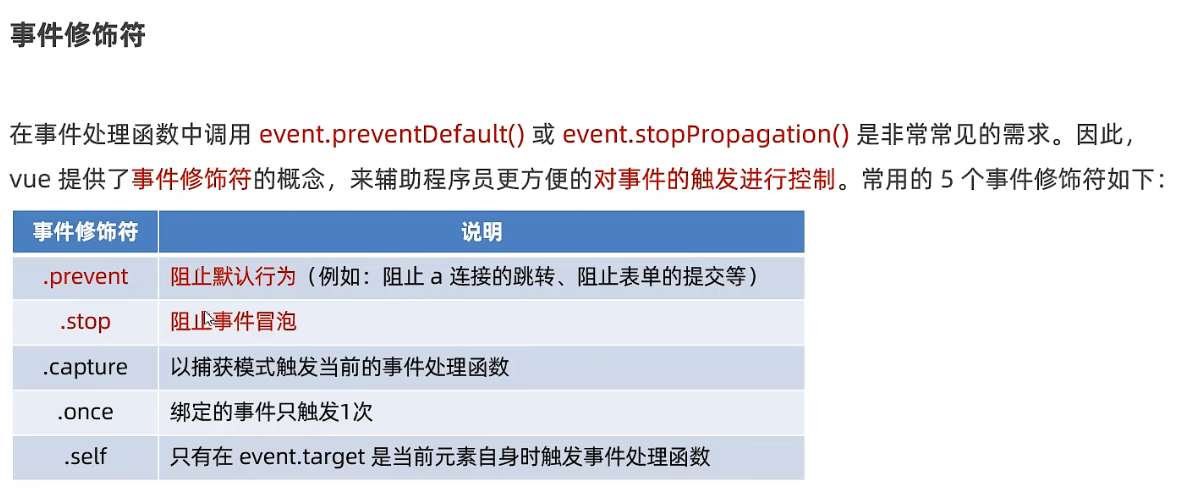 事件修饰符
在事件处理函数中调用 event.preventDefault() 或 event.stopPropagation() 是非常常见的需求。因此，
vue 提供了事件修饰符的概念，来辅助程序员更方便的对事件的触发进行控制。常用的 5 个事件修饰符如下：
事件修饰符 说明
.prevent 阻止默认行为（例如：阻止 a 连接的跳转、阻止表单的提交等）
.stop 阻止事件冒泡
.capture 以捕获模式触发当前的事件处理函数
.once 绑定的事件只触发1次
.self 只有在 event.target 是当前元素自身时触发事件处理函数